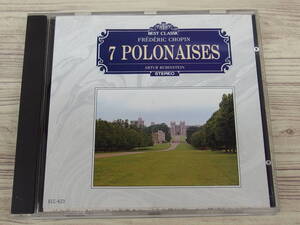 BEST CLASSIC
FRÉDÉRIC CHOPIN
7 POLONAISES
ARTUR RUBINSTEIN
STEREO